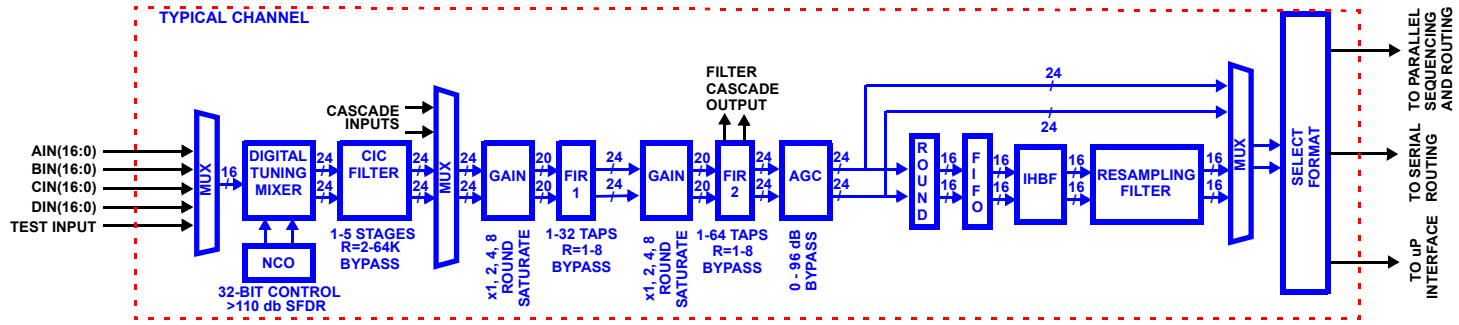 TYPICAL CHANNEL
AIN(16:0)
BIN(16:0)
CIN(16:0)
DIN(16:0)
TEST INPUT
MUX
16
DIGITAL
TUNING
MIXER
NCO
32-BIT CONTROL
>110 db SFDR
24
24
CIC
FILTER
1-5 STAGES
R=2-64K
BYPASS
24
24
CASCADE
INPUTS
MUX
24
24
GAIN
x1, 2, 4, 8
ROUND
SATURATE
20
20
FIR
1
1-32 TAPS
R=1-8
BYPASS
24
24
GAIN
x1, 2, 4, 8
ROUND
SATURATE
20
20
FILTER
CASCADE
OUTPUT
FIR
2
1-64 TAPS
R=1-8
BYPASS
24
24
AGC
0 - 96 dB
BYPASS
24
24
24
24
ROUND
16
16
FIFO
16
16
IHBF
16
16
RESAMPLING
FILTER
16
16
MUX
SELECT
FORMAT
TO PARALLEL
SEQUENCING
AND ROUTING
TO SERIAL
ROUTING
TO uP
INTERFACE